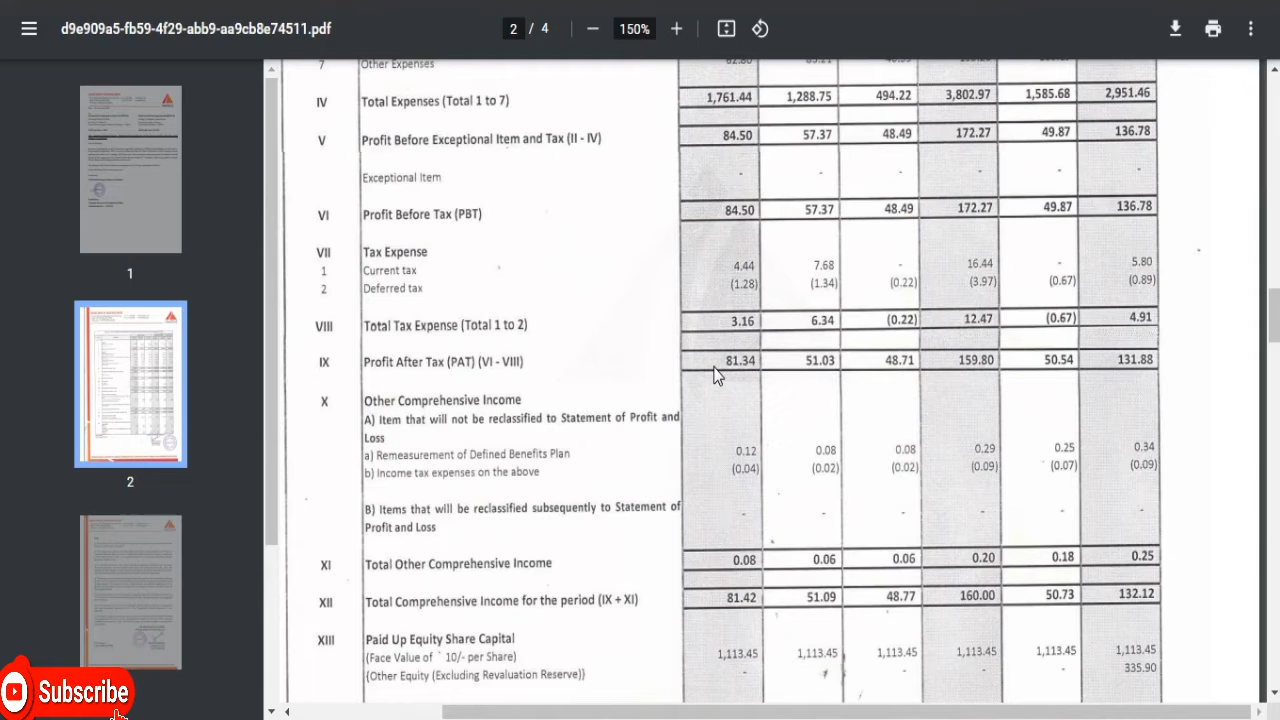 d9e909a5-fb59-4f29-abb9-aa9cb8e74511.pdf 2 / 4 150%
7 Other Expenses
IV Total Expenses (Total 1 to 7) 1,761.44 1,288.75 494.22 3,802.97 1,585.68 2,951.46
V Profit Before Exceptional Item and Tax (II - IV) 84.50 57.37 48.49 172.27 49.87 136.78
Exceptional Item - - - - - -
VI Profit Before Tax (PBT) 84.50 57.37 48.49 172.27 49.87 136.78
VII Tax Expense
1 Current tax 4.44 7.68 - 16.44 - 5.80
2 Deferred tax (1.28) (1.34) (0.22) (3.97) (0.67) (0.89)
VIII Total Tax Expense (Total 1 to 2) 3.16 6.34 (0.22) 12.47 (0.67) 4.91
IX Profit After Tax (PAT) (VI - VIII) 81.34 51.03 48.71 159.80 50.54 131.88
X Other Comprehensive Income
A) Item that will not be reclassified to Statement of Profit and
Loss
a) Remeasurement of Defined Benefits Plan 0.12 0.08 0.08 0.29 0.25 0.34
b) Income tax expenses on the above (0.04) (0.02) (0.02) (0.09) (0.07) (0.09)
B) Items that will be reclassified subsequently to Statement of
Profit and Loss - - - - - -
XI Total Other Comprehensive Income 0.08 0.06 0.06 0.20 0.18 0.25
XII Total Comprehensive Income for the period (IX + XI) 81.42 51.09 48.77 160.00 50.73 132.12
XIII Paid Up Equity Share Capital
(Face Value of ` 10/- per Share) 1,113.45 1,113.45 1,113.45 1,113.45 1,113.45 1,113.45
{Other Equity (Excluding Revaluation Reserve)} - - - - - 335.90
1
2
Subscribe